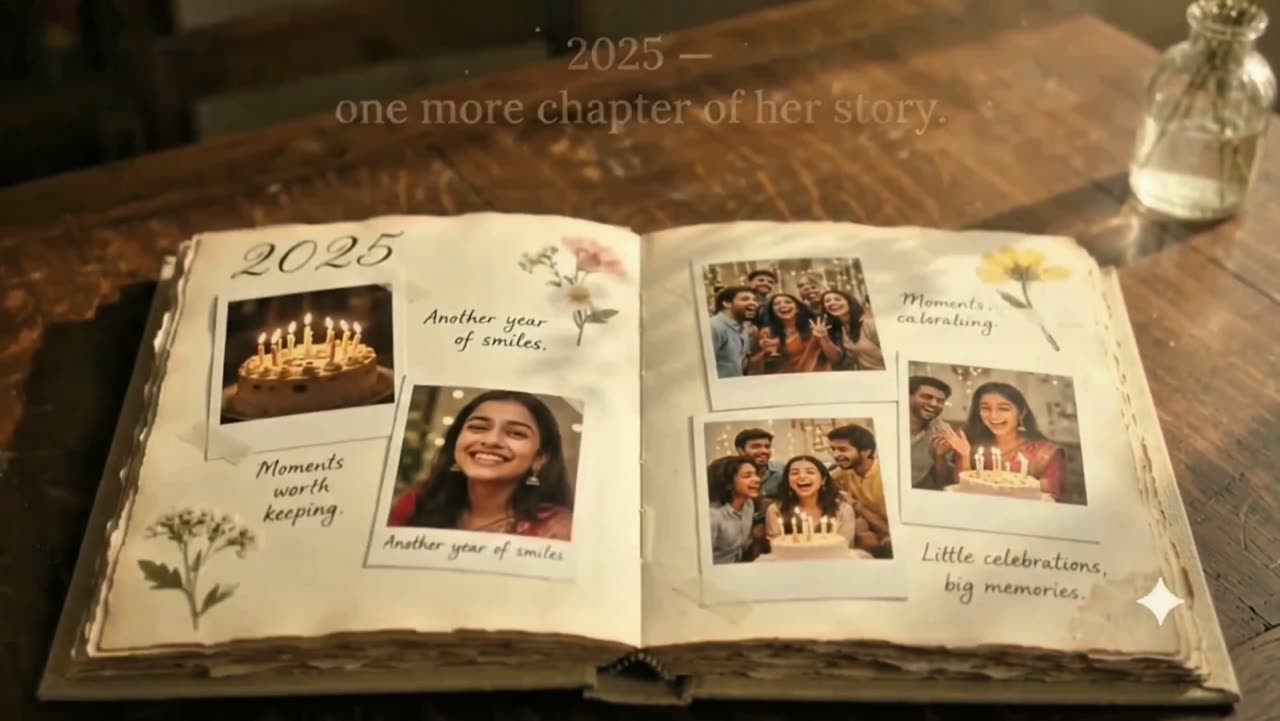 2025 —
one more chapter of her story.
2025
Another year
of smiles.
Moments
worth
keeping.
Another year of smiles
Moments
Little celebrations,
big memories.